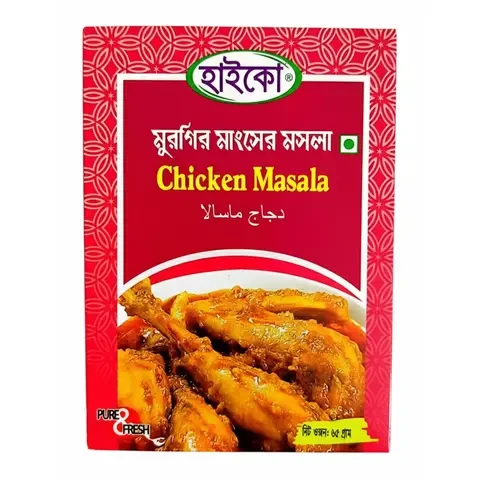 হাইকো ®
মুরগির মাংসের মসলা
Chicken Masala
دجاج ماسالا
PURE & FRESH
নিট ওজন: ৬৫ গ্রাম